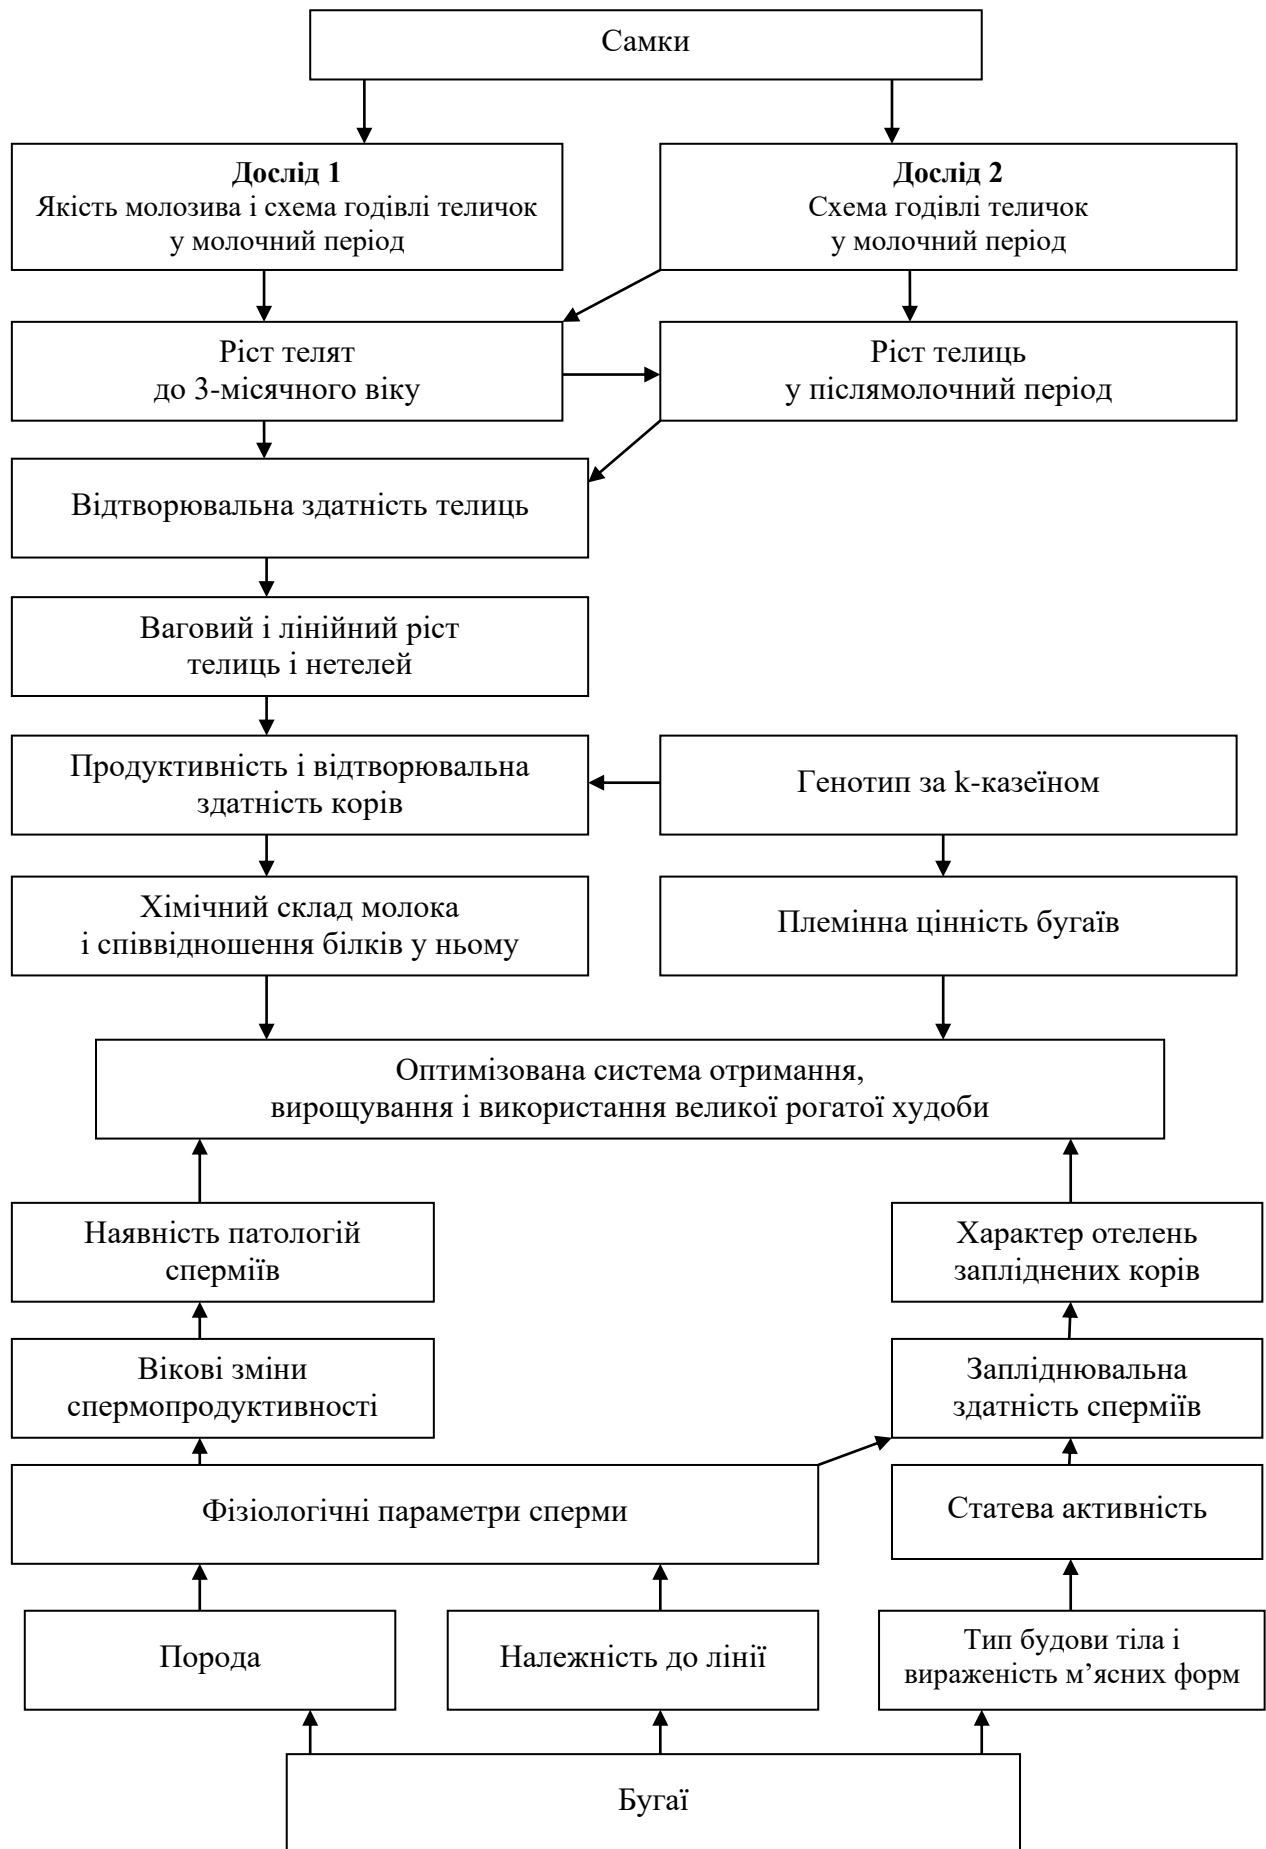 Самки
Дослід 1
Якість молозива і схема годівлі теличок
у молочний період
Дослід 2
Схема годівлі теличок
у молочний період
Ріст телят
до 3-місячного віку
Ріст телиць
у післямолочний період
Відтворювальна здатність телиць
Ваговий і лінійний ріст
телиць і нетелей
Продуктивність і відтворювальна
здатність корів
Генотип за k-казеїном
Хімічний склад молока
і співвідношення білків у ньому
Племінна цінність бугаїв
Оптимізована система отримання,
вирощування і використання великої рогатої худоби
Наявність патологій
сперміїв
Характер отелень
запліднених корів
Вікові зміни
спермопродуктивності
Запліднювальна
здатність сперміїв
Фізіологічні параметри сперми
Статева активність
Порода
Належність до лінії
Тип будови тіла і
вираженість м’ясних форм
Бугаї